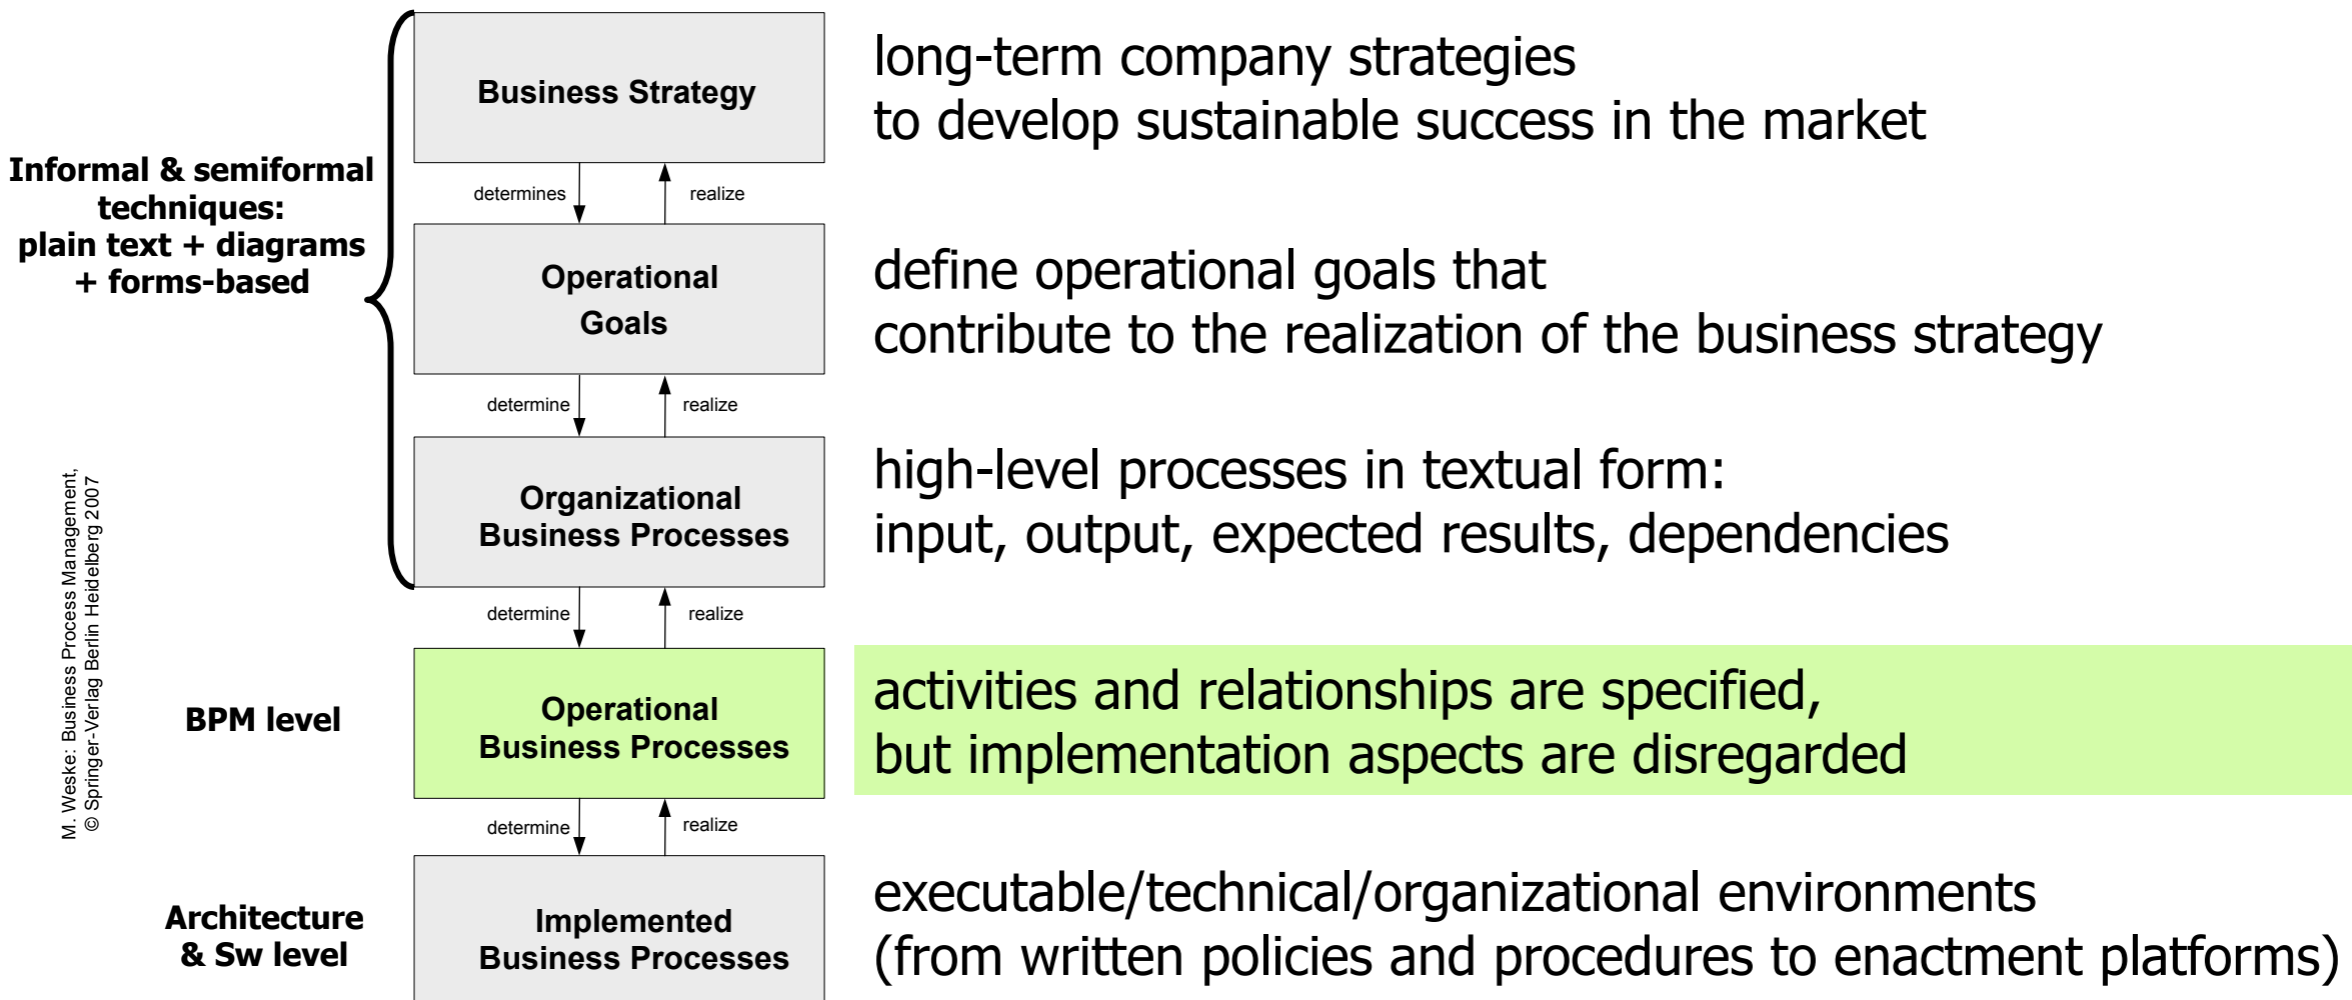 Business Strategy
long-term company strategies
to develop sustainable success in the market
Informal & semiformal
techniques:
plain text + diagrams
+ forms-based
determines
realize
Operational
Goals
define operational goals that
contribute to the realization of the business strategy
determine
realize
Organizational
Business Processes
high-level processes in textual form:
input, output, expected results, dependencies
M. Weske: Business Process Management,
© Springer-Verlag Berlin Heidelberg 2007
determine
realize
BPM level
Operational
Business Processes
activities and relationships are specified,
but implementation aspects are disregarded
determine
realize
Architecture
& Sw level
Implemented
Business Processes
executable/technical/organizational environments
(from written policies and procedures to enactment platforms)